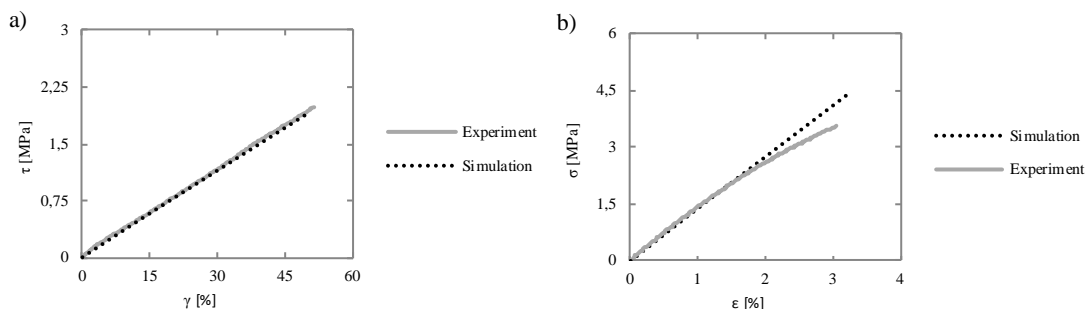 a)
3
2,25
1,5
0,75
0
τ [MPa]
0
15
30
45
60
γ [%]
Experiment
Simulation
b)
6
4,5
3
1,5
0
σ [MPa]
0
1
2
3
4
ε [%]
Simulation
Experiment